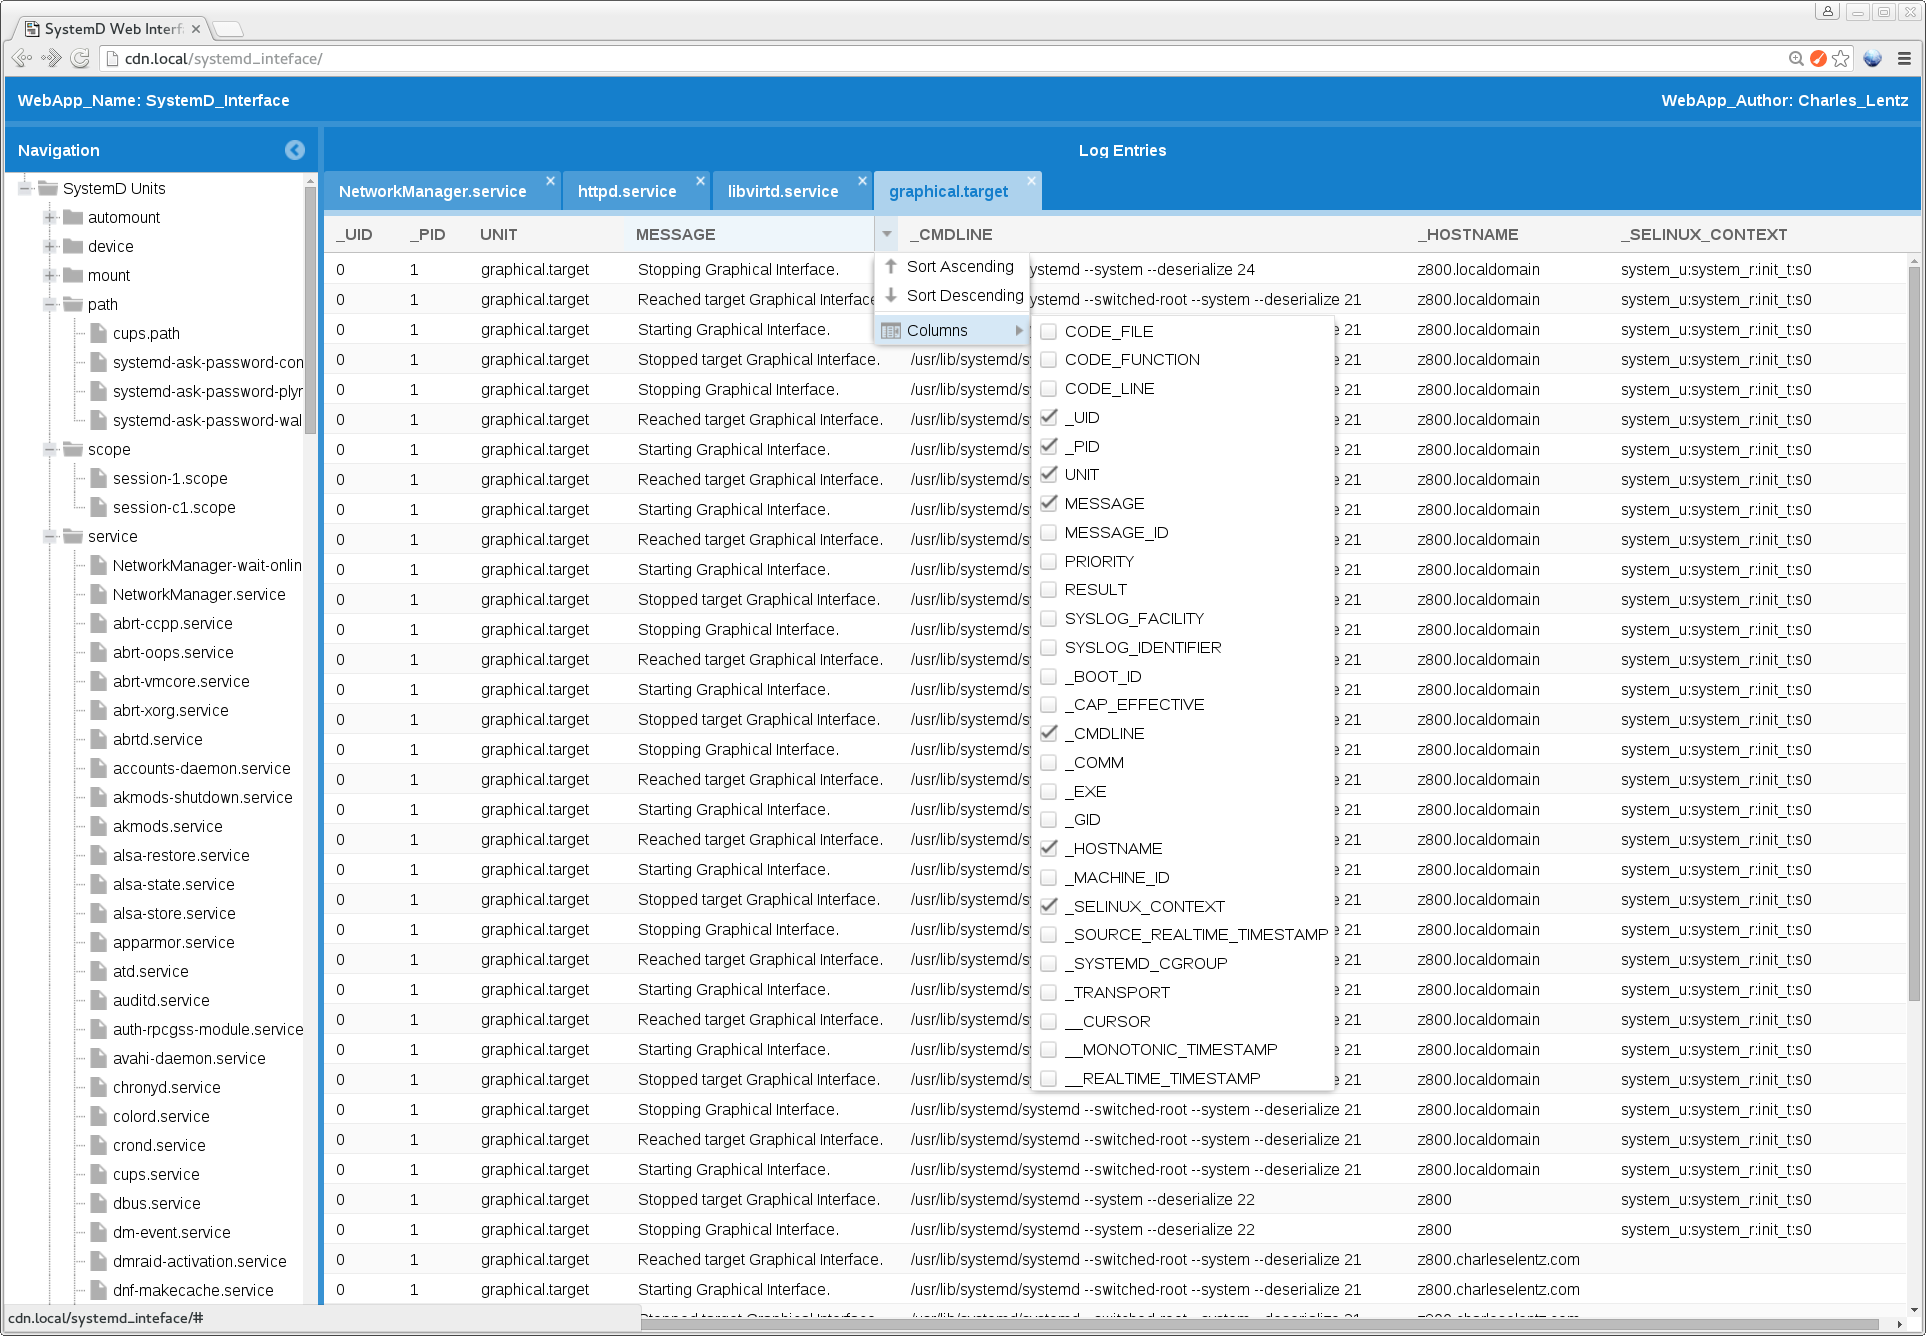 SystemD Web Interf
cdn.local/systemd_inteface/
WebApp_Name: SystemD_Interface
WebApp_Author: Charles_Lentz
Navigation
SystemD Units
automount
device
mount
path
cups.path
systemd-ask-password-con
systemd-ask-password-plyr
systemd-ask-password-wal
scope
session-1.scope
session-c1.scope
service
NetworkManager-wait-onlin
NetworkManager.service
abrt-ccpp.service
abrt-oops.service
abrt-vmcore.service
abrt-xorg.service
abrtd.service
accounts-daemon.service
akmods-shutdown.service
akmods.service
alsa-restore.service
alsa-state.service
alsa-store.service
apparmor.service
atd.service
auditd.service
auth-rpcgss-module.service
avahi-daemon.service
chronyd.service
colord.service
crond.service
cups.service
dbus.service
dm-event.service
dmraid-activation.service
dnf-makecache.service
cdn.local/systemd_inteface/#
Log Entries
NetworkManager.service httpd.service libvirtd.service graphical.target
_UID _PID UNIT MESSAGE _CMDLINE _HOSTNAME _SELINUX_CONTEXT
0 1 graphical.target Stopping Graphical Interface. ystemd --system --deserialize 24 z800.localdomain system_u:system_r:init_t:s0
0 1 graphical.target Reached target Graphical Interface ystemd --switched-root --system --deserialize 21 z800.localdomain system_u:system_r:init_t:s0
0 1 graphical.target Starting Graphical Interface. e 21 z800.localdomain system_u:system_r:init_t:s0
0 1 graphical.target Stopped target Graphical Interface. /usr/lib/systemd/sy e 21 z800.localdomain system_u:system_r:init_t:s0
0 1 graphical.target Stopping Graphical Interface. /usr/lib/systemd/sy e 21 z800.localdomain system_u:system_r:init_t:s0
0 1 graphical.target Reached target Graphical Interface. /usr/lib/systemd/sy e 21 z800.localdomain system_u:system_r:init_t:s0
0 1 graphical.target Starting Graphical Interface. /usr/lib/systemd/sy e 21 z800.localdomain system_u:system_r:init_t:s0
0 1 graphical.target Reached target Graphical Interface. /usr/lib/systemd/sy e 21 z800.localdomain system_u:system_r:init_t:s0
0 1 graphical.target Starting Graphical Interface. /usr/lib/systemd/sy e 21 z800.localdomain system_u:system_r:init_t:s0
0 1 graphical.target Reached target Graphical Interface. /usr/lib/systemd/sy e 21 z800.localdomain system_u:system_r:init_t:s0
0 1 graphical.target Starting Graphical Interface. /usr/lib/systemd/sy e 21 z800.localdomain system_u:system_r:init_t:s0
0 1 graphical.target Stopped target Graphical Interface. /usr/lib/systemd/sy e 21 z800.localdomain system_u:system_r:init_t:s0
0 1 graphical.target Stopping Graphical Interface. /usr/lib/systemd/sy e 21 z800.localdomain system_u:system_r:init_t:s0
0 1 graphical.target Reached target Graphical Interface. /usr/lib/systemd/sy e 21 z800.localdomain system_u:system_r:init_t:s0
0 1 graphical.target Starting Graphical Interface. /usr/lib/systemd/sy e 21 z800.localdomain system_u:system_r:init_t:s0
0 1 graphical.target Stopped target Graphical Interface. /usr/lib/systemd/sy e 21 z800.localdomain system_u:system_r:init_t:s0
0 1 graphical.target Stopping Graphical Interface. /usr/lib/systemd/sy e 21 z800.localdomain system_u:system_r:init_t:s0
0 1 graphical.target Reached target Graphical Interface. /usr/lib/systemd/sy e 21 z800.localdomain system_u:system_r:init_t:s0
0 1 graphical.target Starting Graphical Interface. /usr/lib/systemd/sy e 21 z800.localdomain system_u:system_r:init_t:s0
0 1 graphical.target Reached target Graphical Interface. /usr/lib/systemd/sy e 21 z800.localdomain system_u:system_r:init_t:s0
0 1 graphical.target Starting Graphical Interface. /usr/lib/systemd/sy e 21 z800.localdomain system_u:system_r:init_t:s0
0 1 graphical.target Stopped target Graphical Interface. /usr/lib/systemd/sy e 21 z800.localdomain system_u:system_r:init_t:s0
0 1 graphical.target Stopping Graphical Interface. /usr/lib/systemd/sy e 21 z800.localdomain system_u:system_r:init_t:s0
0 1 graphical.target Reached target Graphical Interface. /usr/lib/systemd/sy e 21 z800.localdomain system_u:system_r:init_t:s0
0 1 graphical.target Starting Graphical Interface. /usr/lib/systemd/sy e 21 z800.localdomain system_u:system_r:init_t:s0
0 1 graphical.target Reached target Graphical Interface. /usr/lib/systemd/sy e 21 z800.localdomain system_u:system_r:init_t:s0
0 1 graphical.target Starting Graphical Interface. /usr/lib/systemd/sy e 21 z800.localdomain system_u:system_r:init_t:s0
0 1 graphical.target Stopped target Graphical Interface. /usr/lib/systemd/sy e 21 z800.localdomain system_u:system_r:init_t:s0
0 1 graphical.target Stopping Graphical Interface. /usr/lib/systemd/systemd --switched-root --system --deserialize 21 z800.localdomain system_u:system_r:init_t:s0
0 1 graphical.target Reached target Graphical Interface. /usr/lib/systemd/systemd --switched-root --system --deserialize 21 z800.localdomain system_u:system_r:init_t:s0
0 1 graphical.target Starting Graphical Interface. /usr/lib/systemd/systemd --switched-root --system --deserialize 21 z800.localdomain system_u:system_r:init_t:s0
0 1 graphical.target Stopped target Graphical Interface. /usr/lib/systemd/systemd --system --deserialize 22 z800 system_u:system_r:init_t:s0
0 1 graphical.target Stopping Graphical Interface. /usr/lib/systemd/systemd --system --deserialize 22 z800 system_u:system_r:init_t:s0
0 1 graphical.target Reached target Graphical Interface. /usr/lib/systemd/systemd --switched-root --system --deserialize 21 z800.charleselentz.com
0 1 graphical.target Starting Graphical Interface. /usr/lib/systemd/systemd --switched-root --system --deserialize 21 z800.charleselentz.com
Sort Ascending
Sort Descending
Columns
CODE_FILE
CODE_FUNCTION
CODE_LINE
_UID
_PID
UNIT
MESSAGE
MESSAGE_ID
PRIORITY
RESULT
SYSLOG_FACILITY
SYSLOG_IDENTIFIER
_BOOT_ID
_CAP_EFFECTIVE
_CMDLINE
_COMM
_EXE
_GID
_HOSTNAME
_MACHINE_ID
_SELINUX_CONTEXT
_SOURCE_REALTIME_TIMESTAMP
_SYSTEMD_CGROUP
_TRANSPORT
__CURSOR
__MONOTONIC_TIMESTAMP
__REALTIME_TIMESTAMP